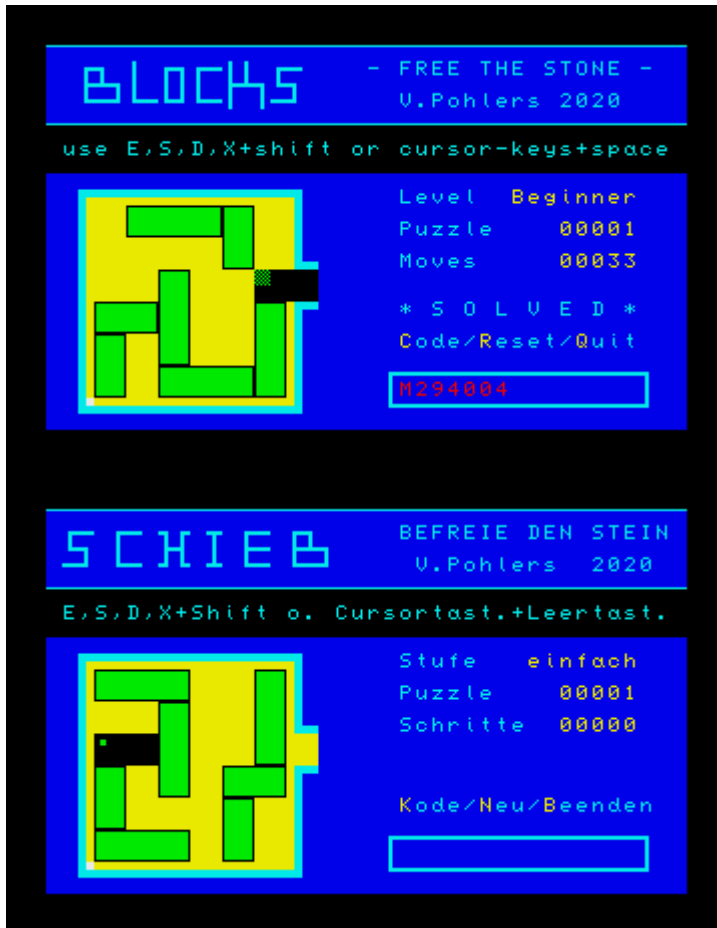 BLOCKS
- FREE THE STONE -
V.Pohlers 2020
use E,S,D,X+shift or cursor-keys+space
Level Beginner
Puzzle 00001
Moves 00033
* S O L V E D *
Code/Reset/Quit
M294004
SCHIEB
BEFREIE DEN STEIN
V.Pohlers 2020
E,S,D,X+Shift o. Cursortast.+Leertast.
Stufe einfach
Puzzle 00001
Schritte 00000
Kode/Neu/Beenden